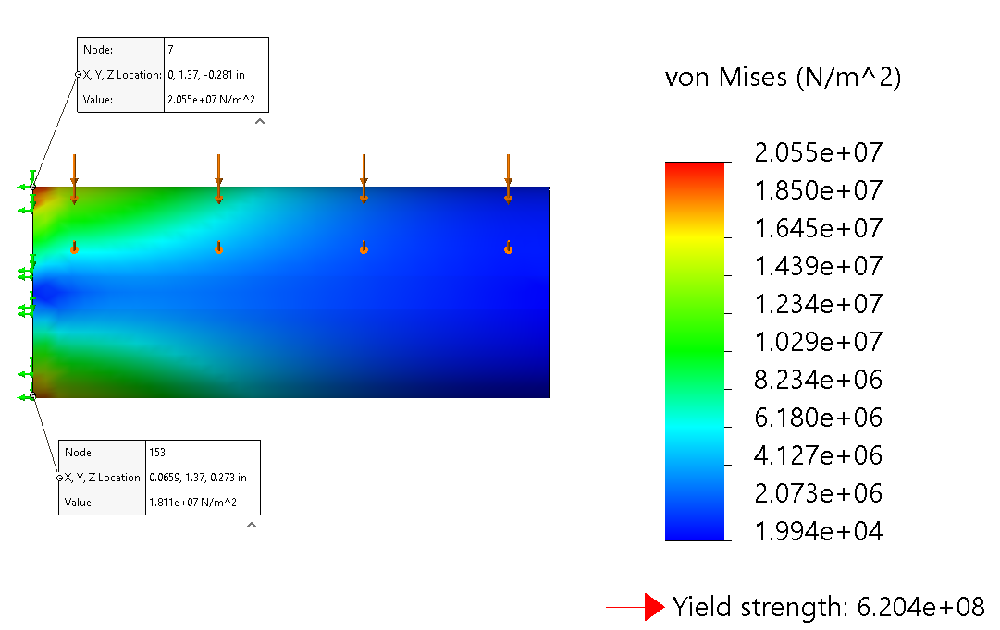 Node: 7
X, Y, Z Location: 0, 1.37, -0.281 in
Value: 2.055e+07 N/m^2
von Mises (N/m^2)
2.055e+07
1.850e+07
1.645e+07
1.439e+07
1.234e+07
1.029e+07
8.234e+06
6.180e+06
4.127e+06
2.073e+06
1.994e+04
Node: 153
X, Y, Z Location: 0.0659, 1.37, 0.273 in
Value: 1.811e+07 N/m^2
Yield strength: 6.204e+08